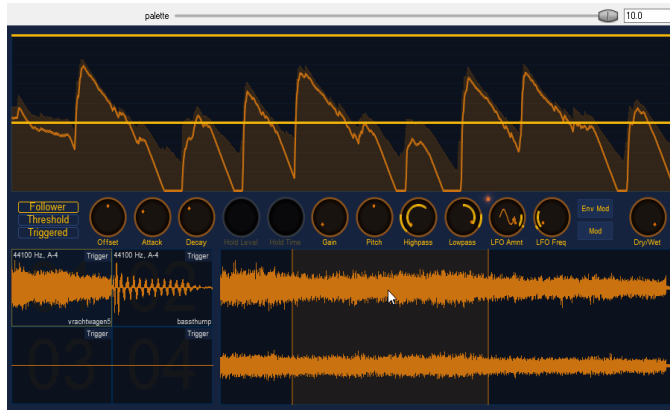 palette 10.0
Follower
Threshold
Triggered
Offset Attack Decay Hold Level Hold Time Gain Pitch Highpass Lowpass LFO Amnt LFO Freq Env Mod Dry/Wet
Mod
44100 Hz, A-4 Trigger 44100 Hz, A-4 Trigger
02
vrachtwagen5 bassthump
Trigger Trigger
03 04